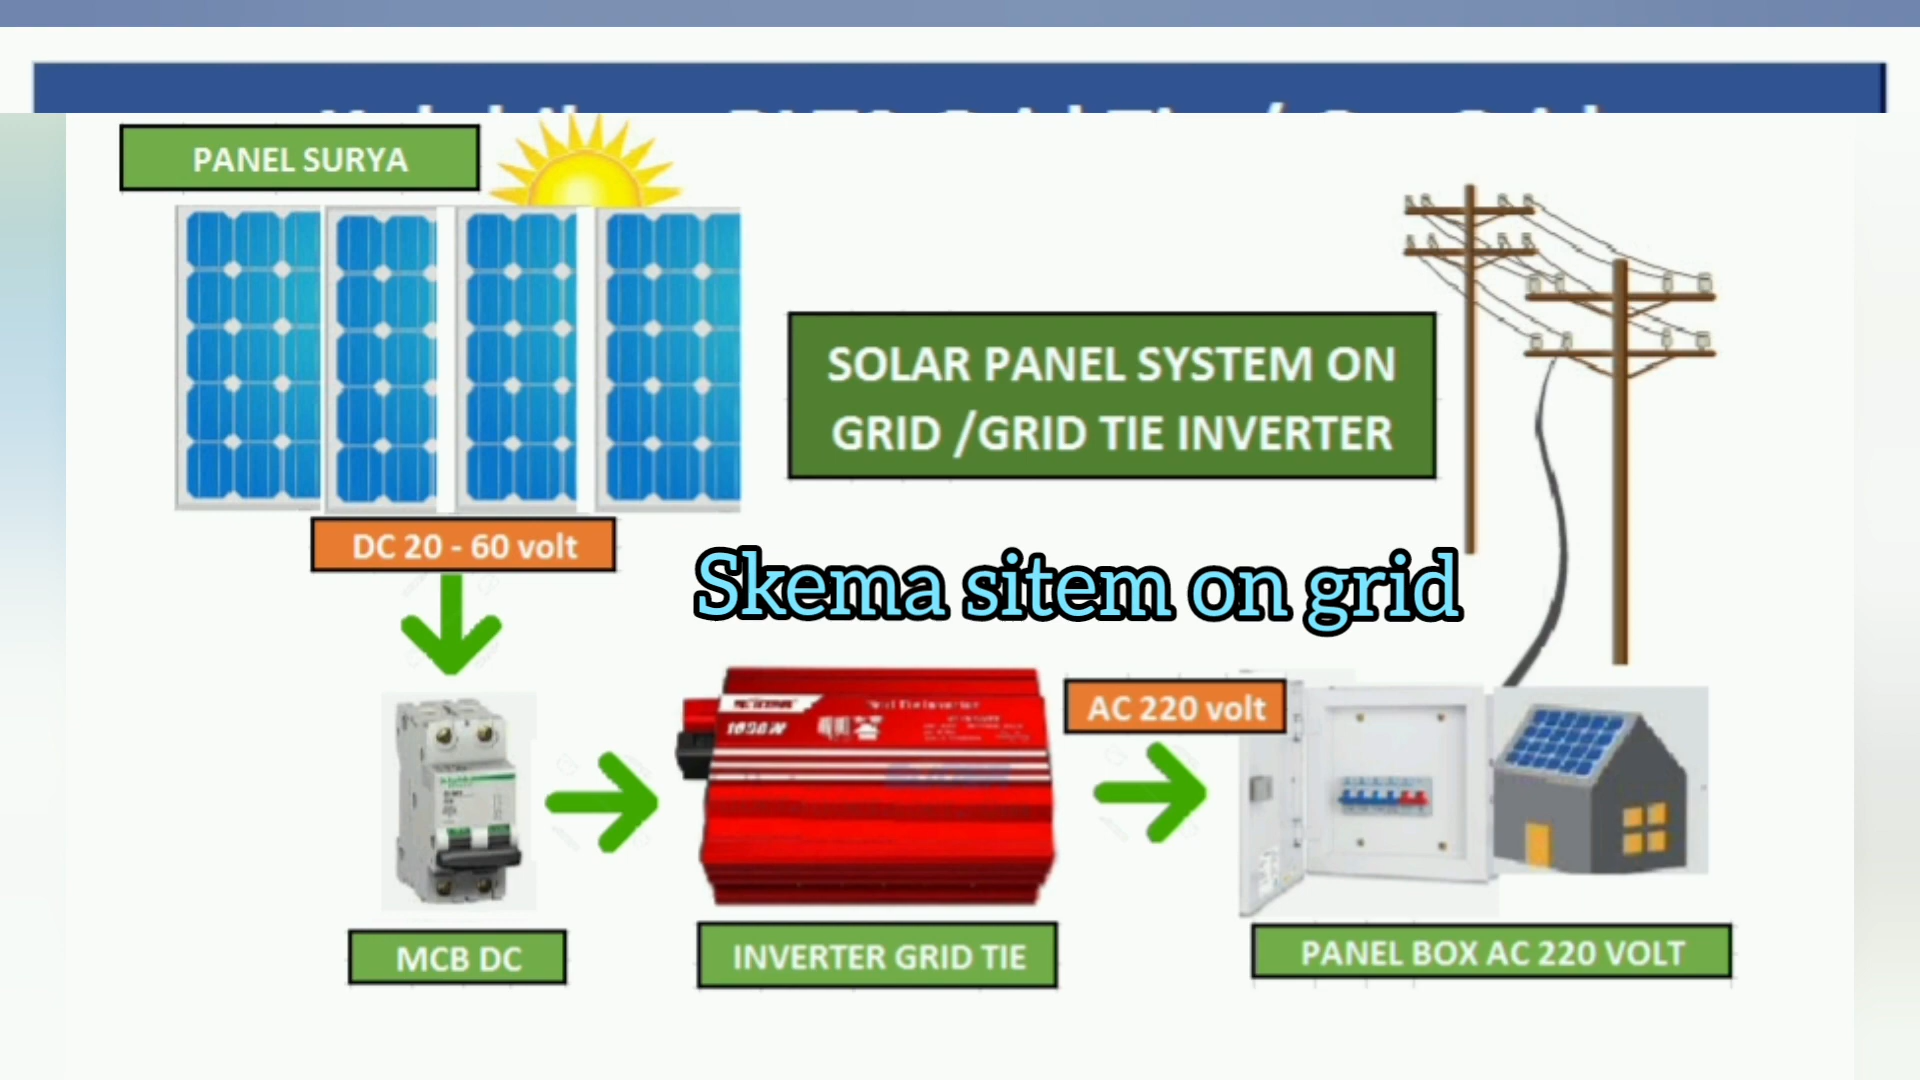 PANEL SURYA
SOLAR PANEL SYSTEM ON
GRID /GRID TIE INVERTER
DC 20 - 60 volt
Skema sitem on grid
AC 220 volt
1000W
MCB DC
INVERTER GRID TIE
PANEL BOX AC 220 VOLT